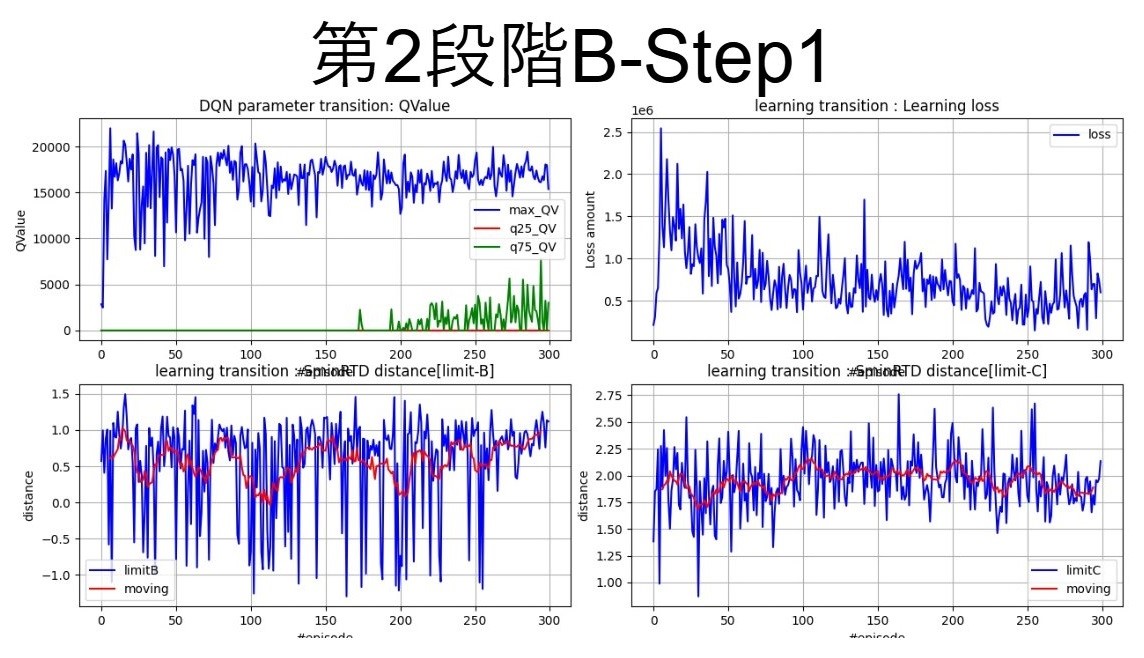 第2段階B-Step1
DQN parameter transition: QValue
learning transition : Learning loss
1e6
20000
15000
10000
5000
0
QValue
max_QV
q25_QV
q75_QV
0 50 100 150 200 250 300
#episode
2.5
2.0
1.5
1.0
0.5
Loss amount
loss
0 50 100 150 200 250 300
#episode
learning transition : SminRTD distance[limit-B]
learning transition : SminRTD distance[limit-C]
1.5
1.0
0.5
0.0
−0.5
−1.0
distance
limitB
moving
0 50 100 150 200 250 300
#episode
2.75
2.50
2.25
2.00
1.75
1.50
1.25
1.00
distance
limitC
moving
0 50 100 150 200 250 300
#episode